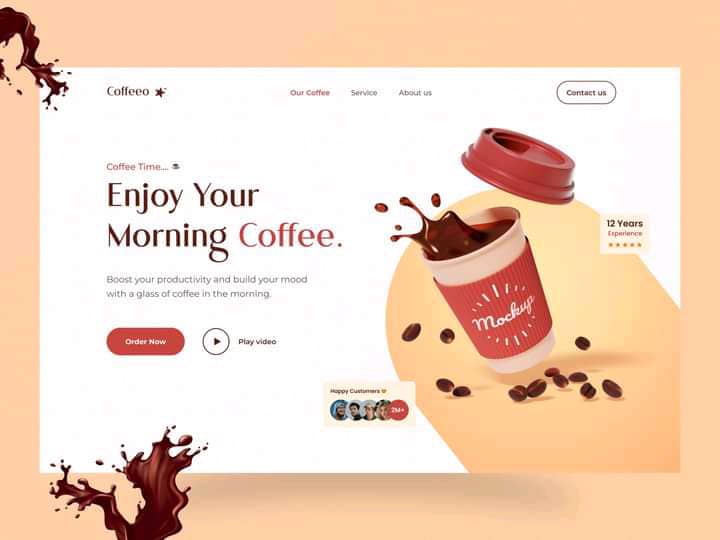 Coffeeo
Our Coffee
Service
About us
Contact us
Coffee Time....
Enjoy Your
Morning Coffee.
Boost your productivity and build your mood
with a glass of coffee in the morning.
Order Now
Play video
12 Years
Experience
Mockup
Happy Customers
2M+